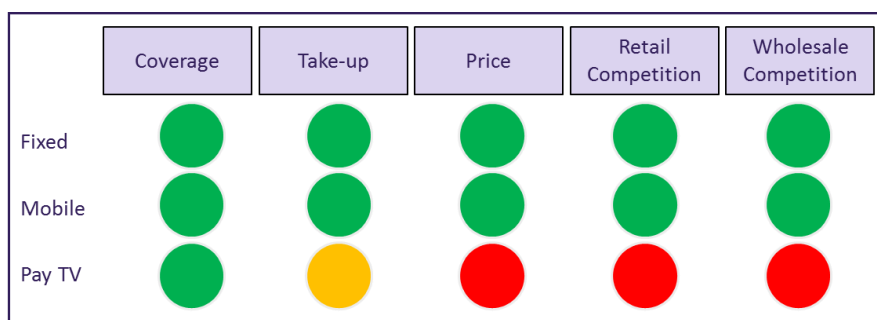 Coverage
Take-up
Price
Retail
Competition
Wholesale
Competition
Fixed
Mobile
Pay TV